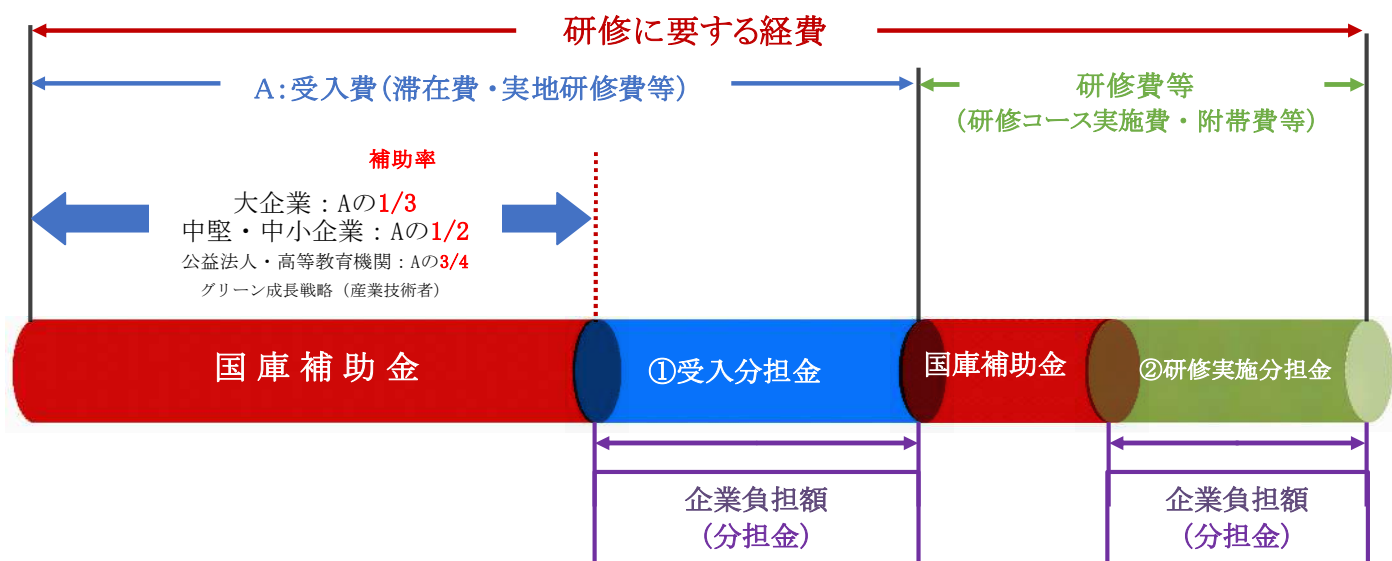 研修に要する経費
A:受入費(滞在費・実地研修費等)
研修費等
(研修コース実施費・附帯費等)
補助率
大企業：Aの1/3
中堅・中小企業：Aの1/2
公益法人・高等教育機関：Aの3/4
グリーン成長戦略（産業技術者）
国庫補助金
①受入分担金
国庫補助金
②研修実施分担金
企業負担額
(分担金)
企業負担額
(分担金)